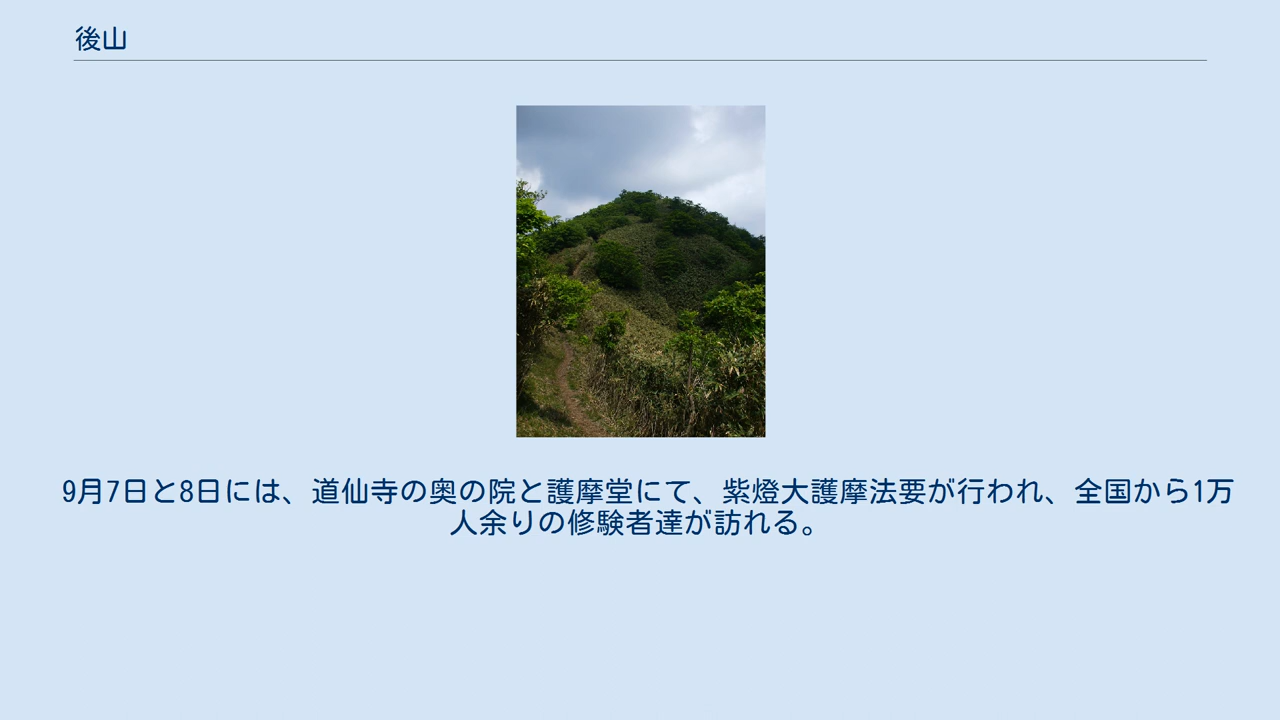 後山
9月7日と8日には、道仙寺の奥の院と護摩堂にて、紫燈大護摩法要が行われ、全国から1万
人余りの修験者達が訪れる。